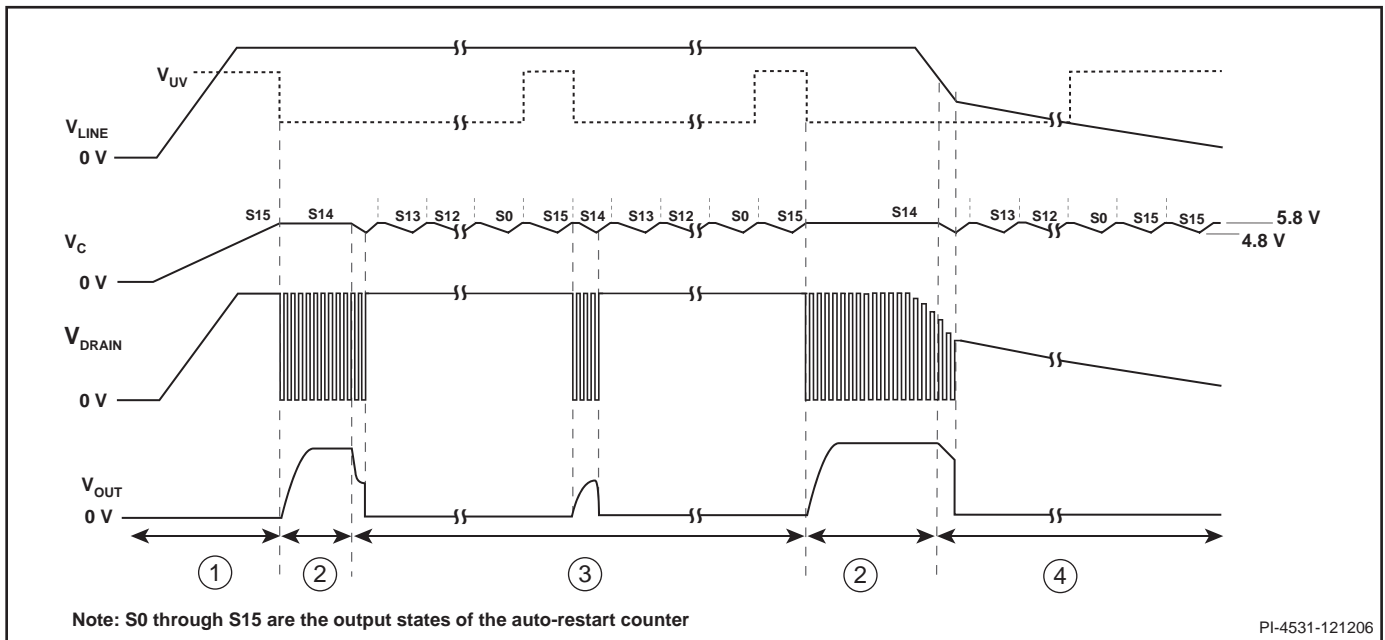 V_UV
V_LINE
0 V
S15 S14 S13 S12 S0 S15 S14 S13 S12 S0 S15 S14 S13 S12 S0 S15 S15
5.8 V
4.8 V
V_C
0 V
V_DRAIN
0 V
V_OUT
0 V
1 2 3 2 4
Note: S0 through S15 are the output states of the auto-restart counter
PI-4531-121206